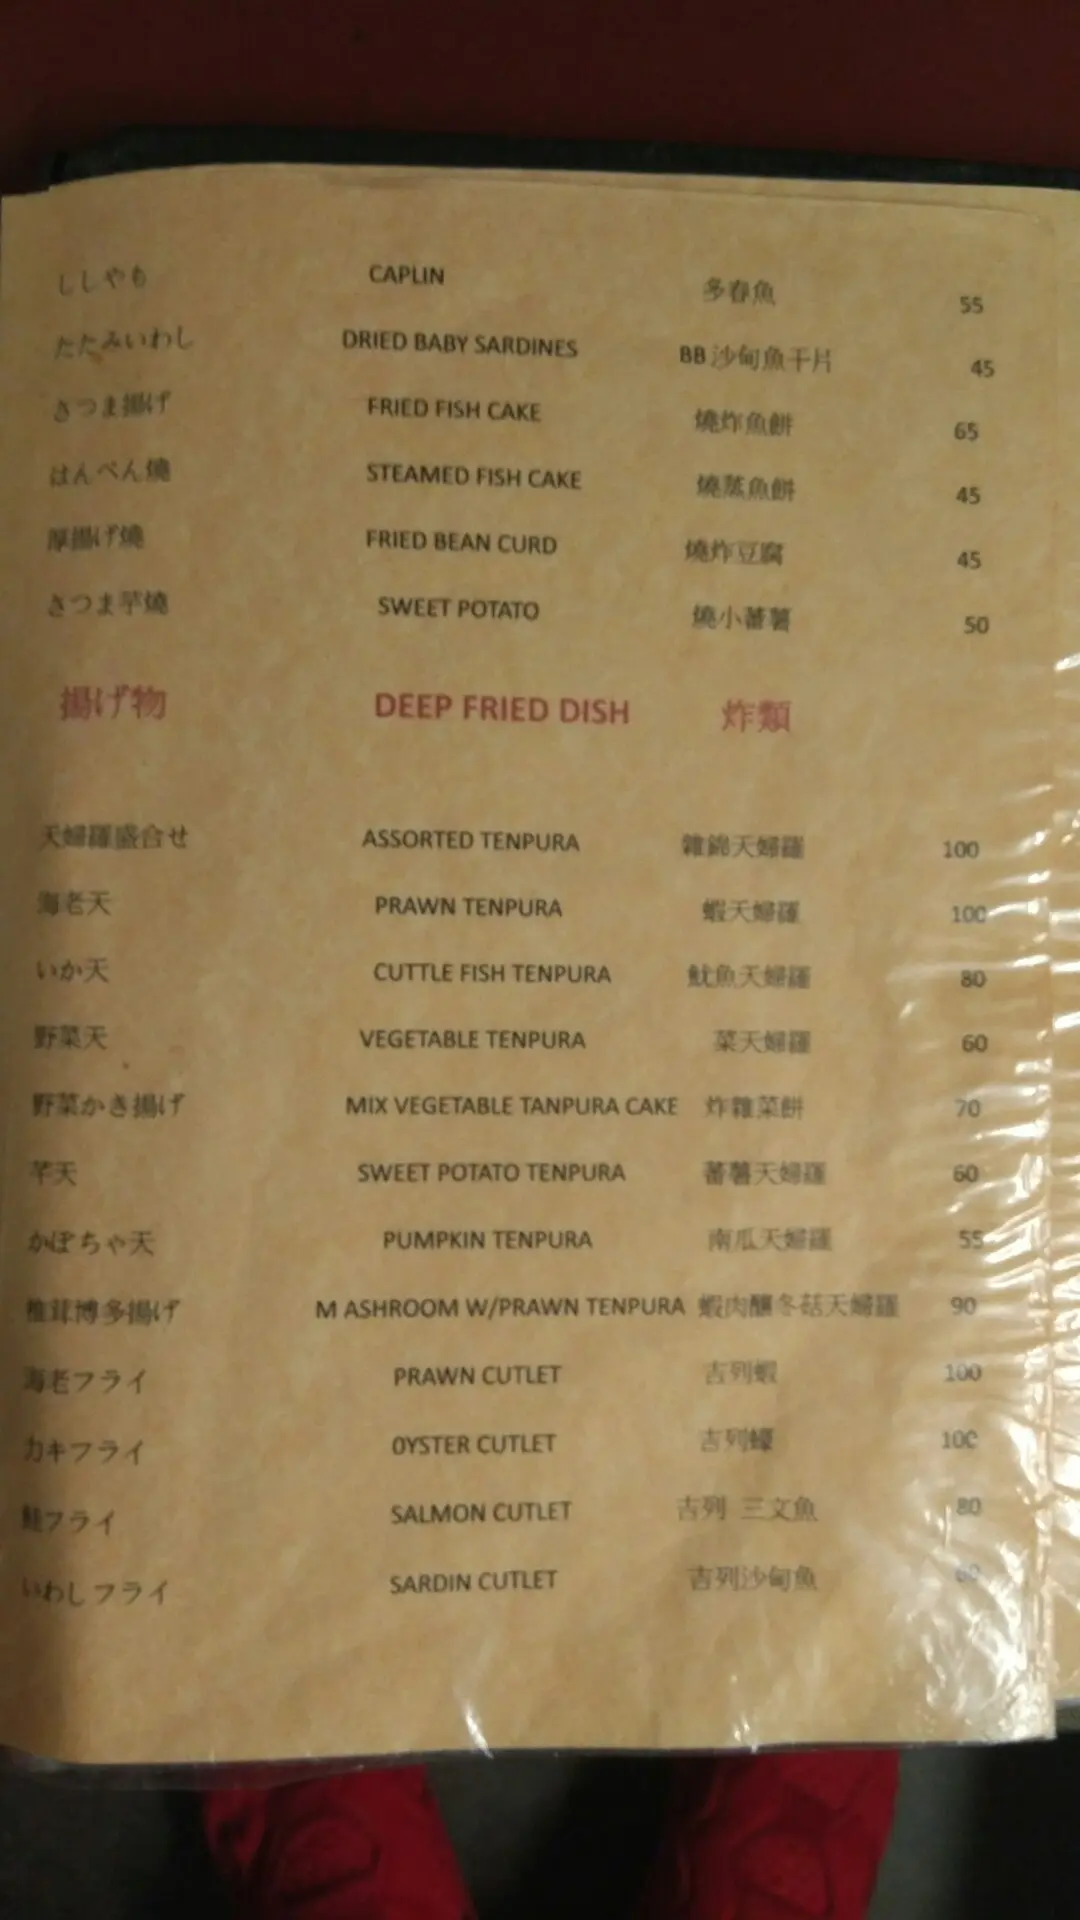 ししやも CAPLIN 多春魚 55
たたみいわし DRIED BABY SARDINES BB 沙甸魚干片 45
さつま揚げ FRIED FISH CAKE 燒炸魚餅 65
はんぺん燒 STEAMED FISH CAKE 燒蒸魚餅 45
厚揚げ燒 FRIED BEAN CURD 燒炸豆腐 45
さつま芋燒 SWEET POTATO 燒小蕃薯 50
揚げ物 DEEP FRIED DISH 炸類
天婦羅盛合せ ASSORTED TENPURA 雜錦天婦羅 100
海老天 PRAWN TENPURA 蝦天婦羅 100
いか天 CUTTLE FISH TENPURA 魷魚天婦羅 80
野菜天 VEGETABLE TENPURA 菜天婦羅 60
野菜かき揚げ MIX VEGETABLE TANPURA CAKE 炸雜菜餅 70
芋天 SWEET POTATO TENPURA 蕃薯天婦羅 60
かぼちゃ天 PUMPKIN TENPURA 南瓜天婦羅 55
椎茸博多揚げ M ASHROOM W/PRAWN TENPURA 蝦肉釀冬菇天婦羅 90
海老フライ PRAWN CUTLET 吉列蝦 100
カキフライ 0YSTER CUTLET 吉列蠔 100
鮭フライ SALMON CUTLET 吉列 三文魚 80
いわしフライ SARDIN CUTLET 吉列沙甸魚 60